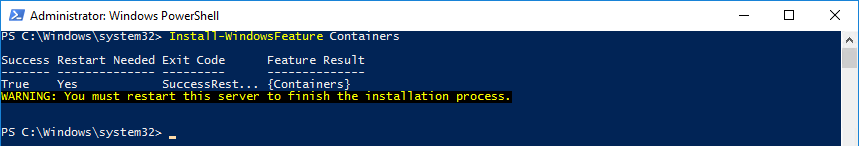 Administrator: Windows PowerShell
PS C:\Windows\system32> Install-WindowsFeature Containers
Success Restart Needed Exit Code      Feature Result
------- -------------- ---------      --------------
True    Yes            SuccessRest... {Containers}
WARNING: You must restart this server to finish the installation process.
PS C:\Windows\system32> _